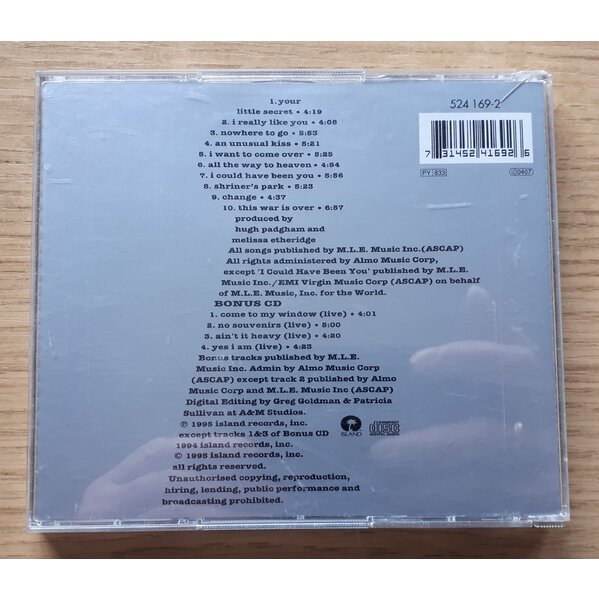 1. your
little secret • 4:19
2. i really like you • 4:05
3. nowhere to go • 5:53
4. an unusual kiss • 5:21
5. i want to come over • 5:25
6. all the way to heaven • 4:54
7. i could have been you • 5:56
8. shriner's park • 5:23
9. change • 4:37
10. this war is over • 6:57
produced by
hugh padgham and
melissa etheridge
All songs published by M.L.E. Music Inc.(ASCAP)
All rights administered by Almo Music Corp,
except 'I Could Have Been You' published by M.L.E.
Music Inc./EMI Virgin Music Corp (ASCAP) on behalf
of M.L.E. Music, Inc. for the World.
BONUS CD
1. come to my window (live) • 4:01
2. no souvenirs (live) • 5:00
3. ain't it heavy (live) • 4:20
4. yes i am (live) • 4:23
Bonus tracks published by M.L.E.
Music Inc. Admin by Almo Music Corp
(ASCAP) except track 2 published by Almo
Music Corp and M.L.E. Music Inc (ASCAP)
Digital Editing by Greg Goldman & Patricia
Sullivan at A&M Studios.
℗ 1995 island records, inc.
except tracks 1&3 of Bonus CD
1994 island records, inc.
© 1995 island records, inc.
all rights reserved.
Unauthorised copying, reproduction,
hiring, lending, public performance and
broadcasting prohibited.
524 169-2
7 31452 41692 6
PY 833
0407
ISLAND
COMPACT
disc
DIGITAL AUDIO